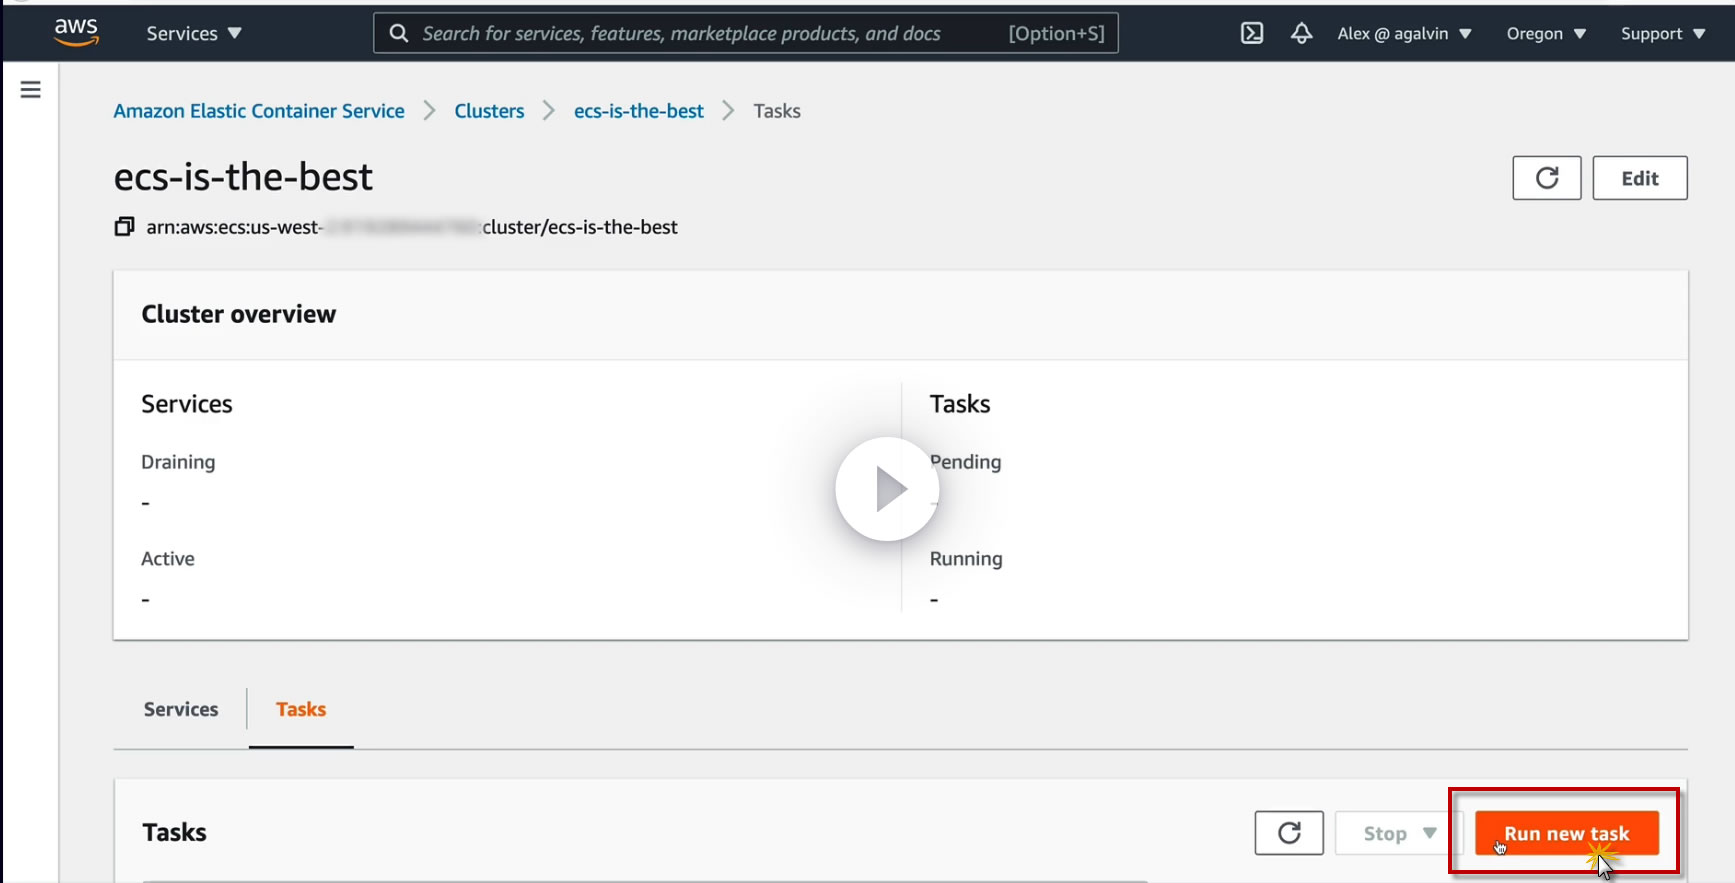 aws Services Search for services, features, marketplace products, and docs [Option+S] Alex @ agalvin Oregon Support
Amazon Elastic Container Service Clusters ecs-is-the-best Tasks
ecs-is-the-best
Edit
arn:aws:ecs:us-west- :cluster/ecs-is-the-best
Cluster overview
Services
Draining
-
Active
-
Tasks
Pending
-
Running
-
Services Tasks
Tasks
Stop
Run new task